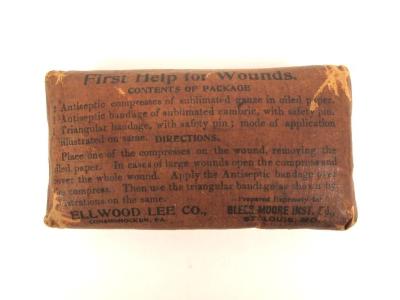 First Help for Wounds.
CONTENTS OF PACKAGE
Antiseptic compresses of sublimated gauze in oiled paper.
Antiseptic bandage of sublimated cambric, with safety pin.
Triangular bandage, with safety pin; mode of application
illustrated on same. DIRECTIONS.
Place one of the compresses on the wound, removing the
oiled paper. In cases of large wounds open the compress and
cover the whole wound. Apply the Antiseptic bandage over
the compress. Then use the triangular bandage as shown by
illustrations on the same.
ELLWOOD LEE CO.,
CONSHOHOCKEN, PA.
Prepared Expressly for
BLEES-MOORE INST. CO.,
ST. LOUIS, MO.